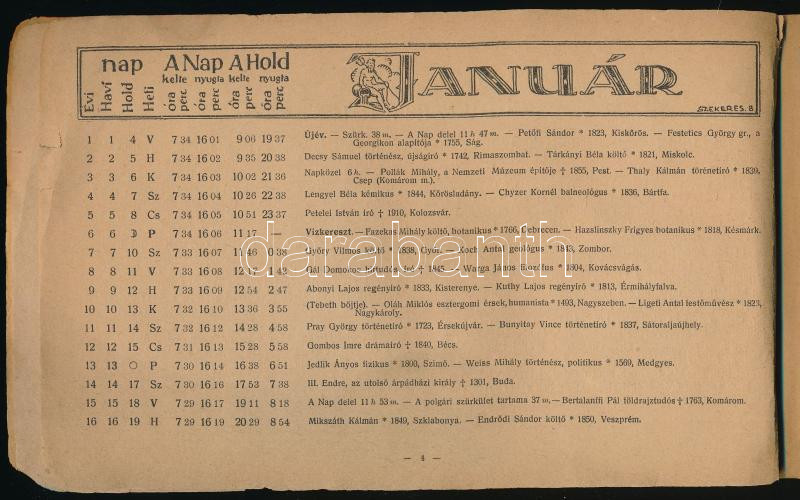 nap A Nap A Hold JANUÁR
kelte nyugta kelte nyugta
Évi Havi Hold Heti óra perc óra perc óra perc óra perc
SZEKERES. B
1 1 4 V 7 34 16 01 9 06 19 37 Újév. — Szürk. 38 m. — A Nap delel 11 h 47 m. — Petőfi Sándor * 1823, Kiskőrös. — Festetics György gr., a
Georgikon alapítója * 1755, Ság.
2 2 5 H 7 34 16 02 9 35 20 38 Decsy Sámuel történész, újságíró * 1742, Rimaszombat. — Tárkányi Béla költő * 1821, Miskolc.
3 3 6 K 7 34 16 03 10 02 21 36 Napközel 6 h. — Pollák Mihály, a Nemzeti Múzeum építője † 1855, Pest. — Thaly Kálmán történetíró * 1839,
Csep (Komárom m.).
4 4 7 Sz 7 34 16 04 10 26 22 38 Lengyel Béla kémikus * 1844, Kőrösladány. — Chyzer Kornél balneológus * 1836, Bártfa.
5 5 8 Cs 7 34 16 05 10 51 23 37 Petelei István író † 1910, Kolozsvár.
6 6 ☽ P 7 34 16 06 11 17 — Vízkereszt. — Fazekas Mihály költő, botanikus * 1766, Debrecen. — Hazslinszky Frigyes botanikus * 1818, Késmárk.
7 7 10 Sz 7 33 16 07 11 46 0 38 Győry Vilmos költő * 1838, Győr. — Koch Antal geológus * 1843, Zombor.
8 8 11 V 7 33 16 08 12 1 42 Gál Domokos hírtudós, író † 1845. — Warga János filozófus * 1804, Kovácsvágás.
9 9 12 H 7 33 16 09 12 54 2 47 Abonyi Lajos regényíró * 1833, Kisterenye. — Kuthy Lajos regényíró * 1813, Érmihályfalva.
10 10 13 K 7 32 16 10 13 36 3 55 (Tebeth böjtje). — Oláh Miklós esztergomi érsek, humanista * 1493, Nagyszeben. — Ligeti Antal festőművész * 1823,
Nagykároly.
11 11 14 Sz 7 32 16 12 14 28 4 58 Pray György történetíró * 1723, Érsekújvár. — Bunyitay Vince történetíró * 1837, Sátoraljaújhely.
12 12 15 Cs 7 31 16 13 15 28 5 58 Gombos Imre drámaíró † 1840, Bécs.
13 13 ○ P 7 30 16 14 16 38 6 51 Jedlik Ányos fizikus * 1800, Szimő. — Weiss Mihály történész, politikus * 1569, Medgyes.
14 14 17 Sz 7 30 16 16 17 53 7 38 III. Endre, az utolsó árpádházi király † 1301, Buda.
15 15 18 V 7 29 16 17 19 11 8 18 A Nap delel 11 h 53 m. — A polgári szürkület tartama 37 m. — Bertalanffi Pál földrajztudós † 1763, Komárom.
16 16 19 H 7 29 16 19 20 29 8 54 Mikszáth Kálmán * 1849, Szklabonya. — Endrődi Sándor költő * 1850, Veszprém.
— 4 —
darabanth